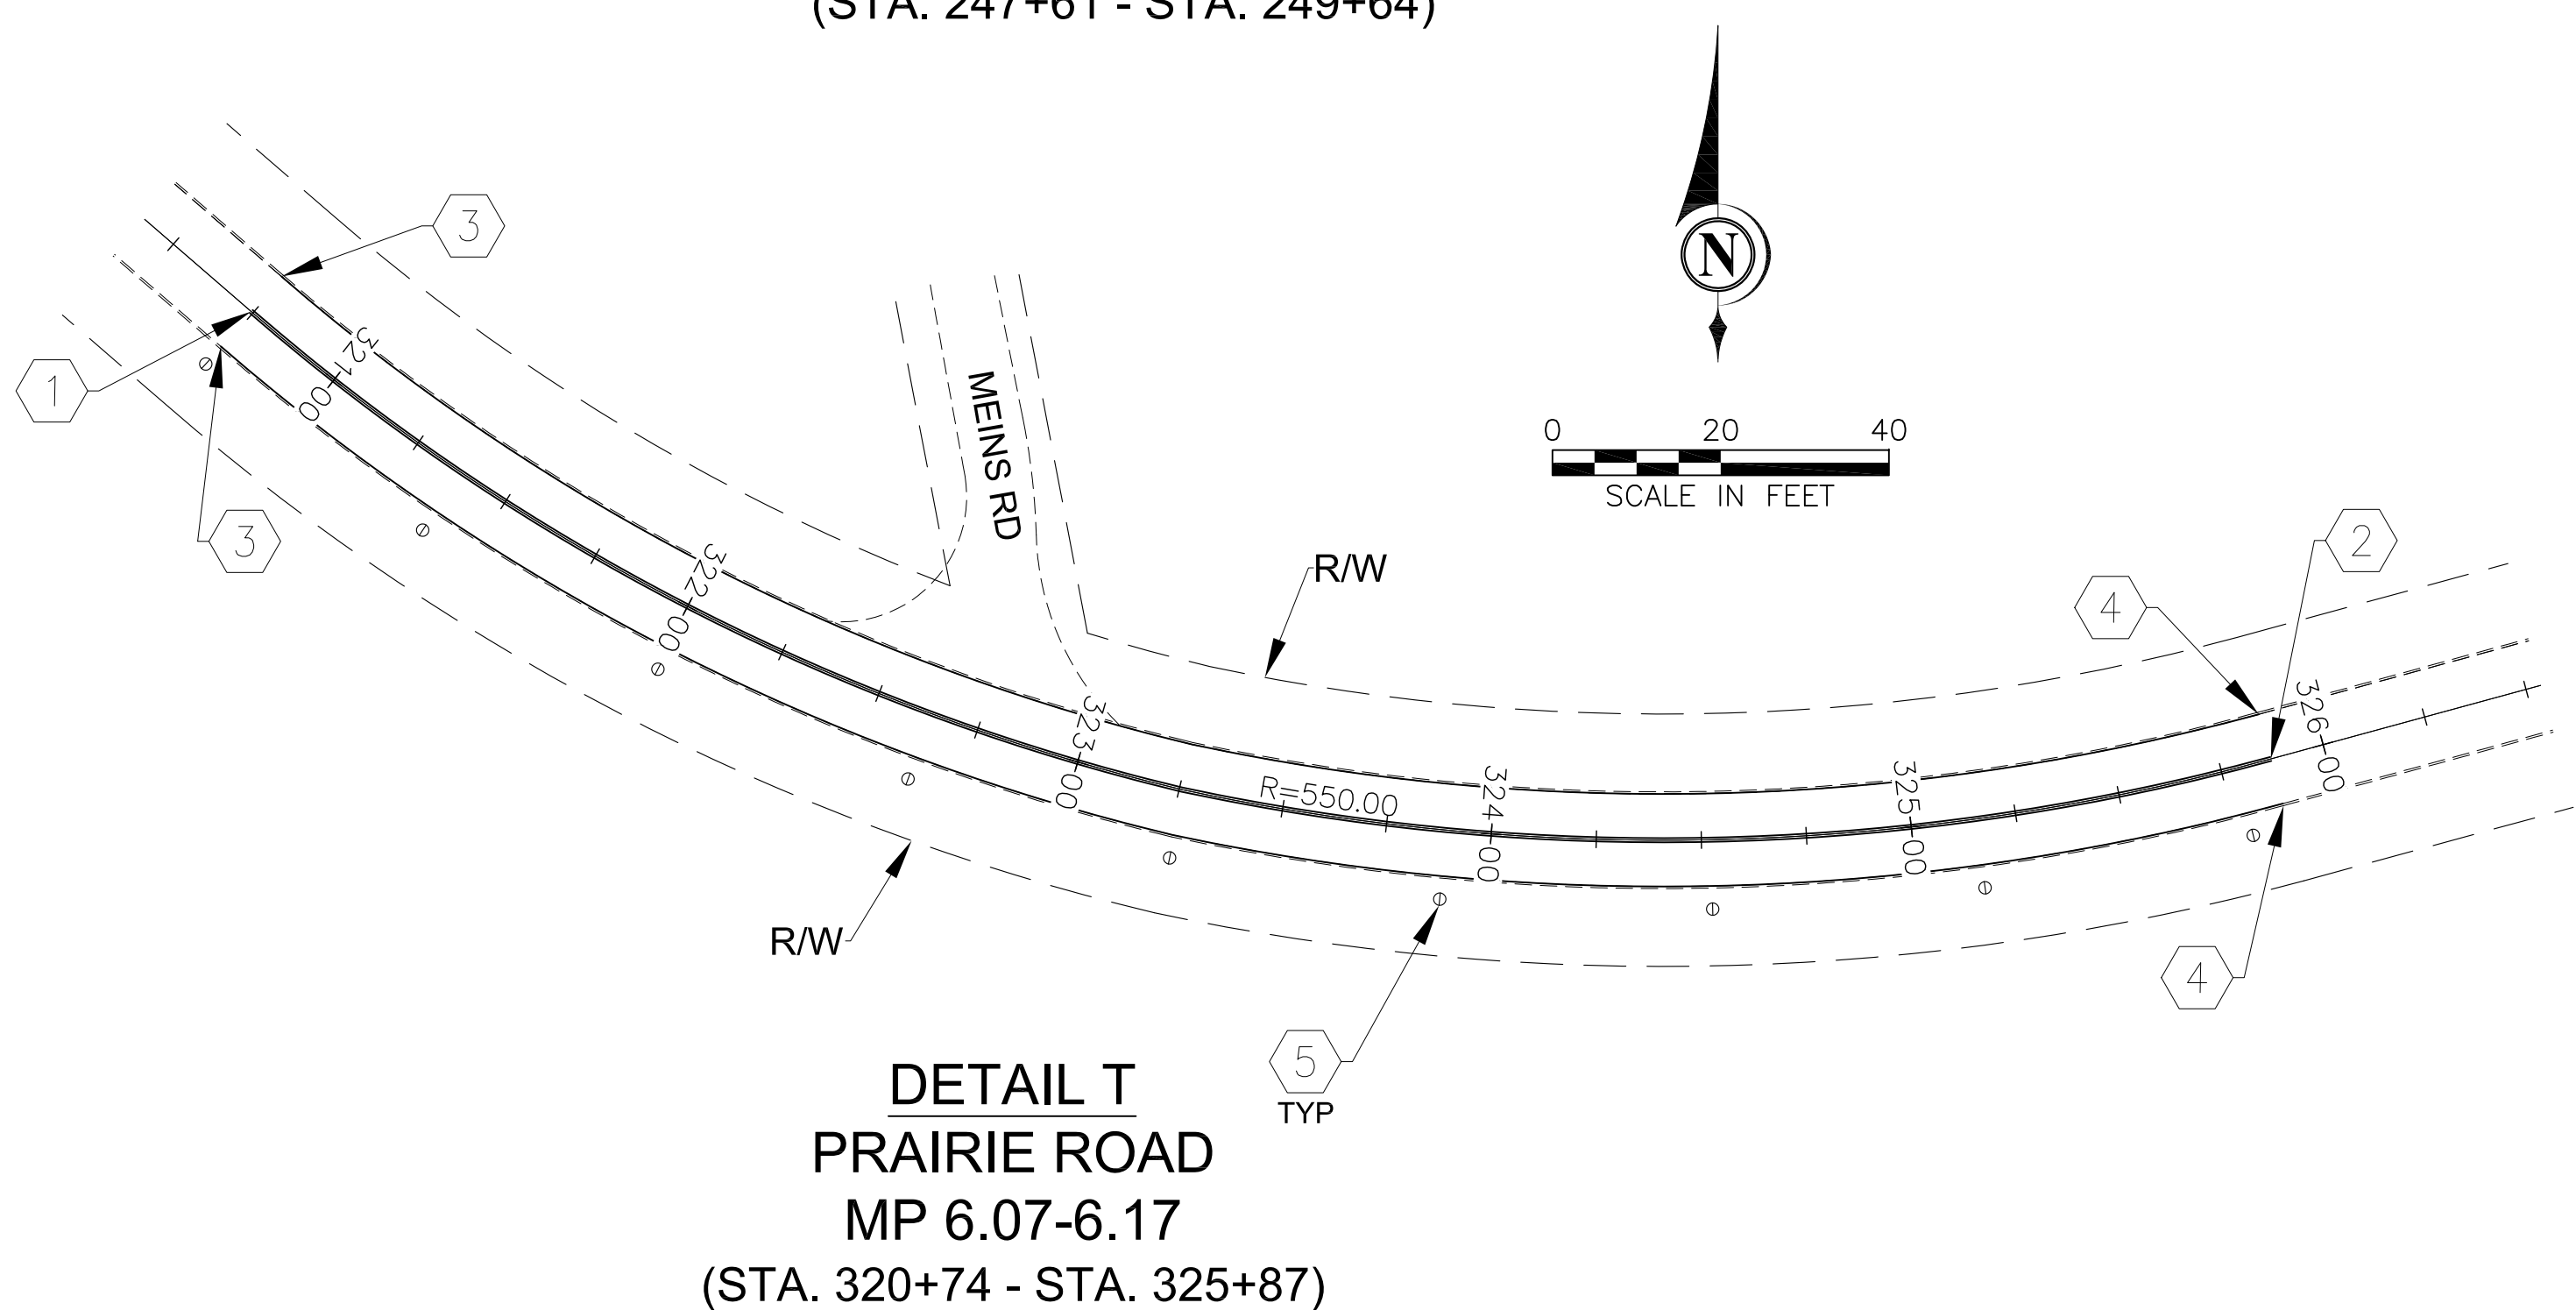 (STA. 247+61 - STA. 249+64)
N
3
1
3
321
00
MEINS RD
0 20 40
SCALE IN FEET
322
00
R/W
2
4
323
00
R=550.00
324
00
325
00
326
00
R/W
4
5
TYP
DETAIL T
PRAIRIE ROAD
MP 6.07-6.17
(STA. 320+74 - STA. 325+87)